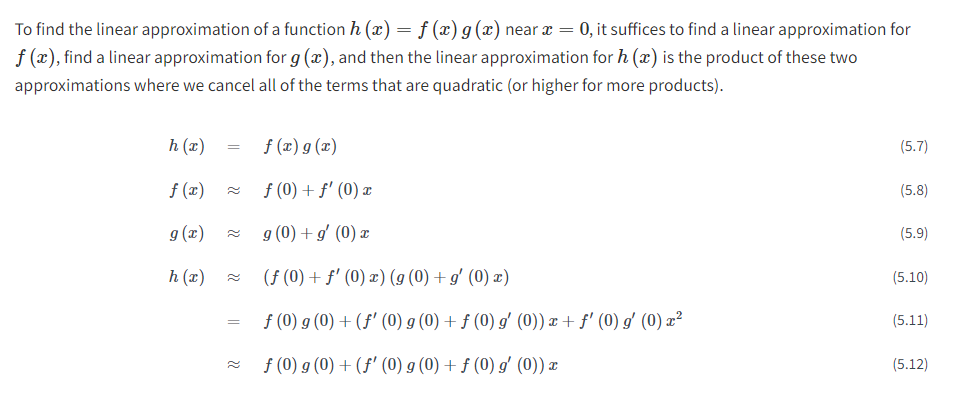 To find the linear approximation of a function h (x) = f (x) g (x) near x = 0, it suffices to find a linear approximation for
f (x), find a linear approximation for g (x), and then the linear approximation for h (x) is the product of these two
approximations where we cancel all of the terms that are quadratic (or higher for more products).
h (x) = f (x) g (x) (5.7)
f (x) ≈ f (0) + f′ (0) x (5.8)
g (x) ≈ g (0) + g′ (0) x (5.9)
h (x) ≈ (f (0) + f′ (0) x) (g (0) + g′ (0) x) (5.10)
= f (0) g (0) + (f′ (0) g (0) + f (0) g′ (0)) x + f′ (0) g′ (0) x² (5.11)
≈ f (0) g (0) + (f′ (0) g (0) + f (0) g′ (0)) x (5.12)